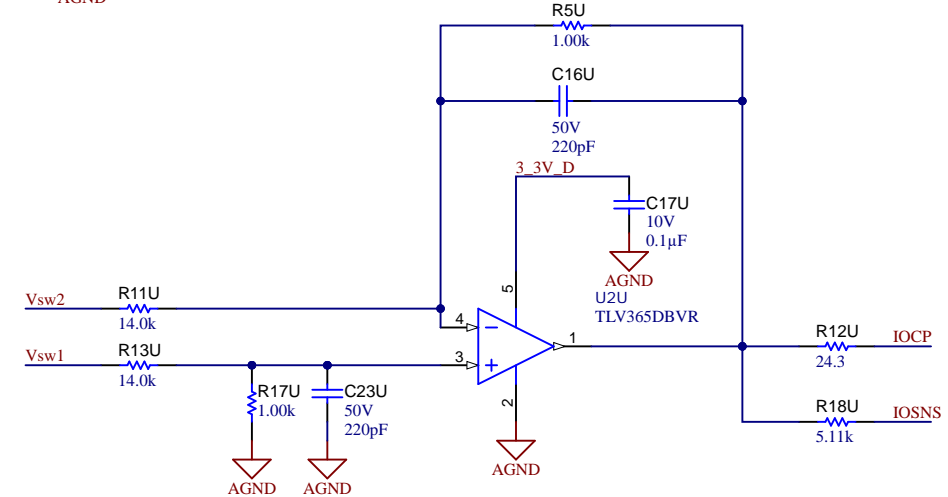 AGND
R5U
1.00k
C16U
50V
220pF
3_3V_D
C17U
10V
0.1µF
AGND
5
U2U
TLV365DBVR
Vsw2
R11U
14.0k
4
1
Vsw1
R13U
14.0k
3
R12U
24.3
IOCP
R17U
1.00k
C23U
50V
220pF
2
AGND
R18U
5.11k
IOSNS
AGND
AGND